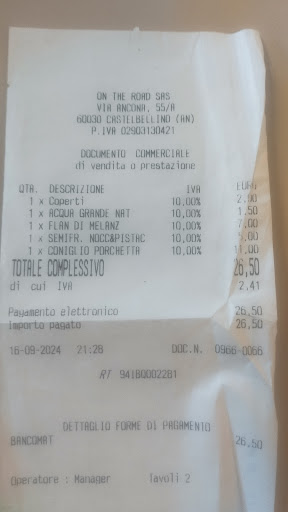 ON THE ROAD SAS
VIA ANCONA, 55/A
60030 CASTELBELLINO (AN)
P.IVA 02903130421
DOCUMENTO COMMERCIALE
di vendita o prestazione
QTA. DESCRIZIONE IVA EURO
1 x Coperti 10,00% 2,00
1 x ACQUA GRANDE NAT 10,00% 1,50
1 x FLAN DI MELANZ 10,00% 7,00
1 x SEMIFR. NOCC&PISTAC 10,00% 5,00
1 x CONIGLIO PORCHETTA 10,00% 11,00
TOTALE COMPLESSIVO 26,50
di cui IVA 2,41
Pagamento elettronico 26,50
Importo pagato 26,50
16-09-2024 21:28 DOC.N. 0966-0066
RT 94IBQ002281
DETTAGLIO FORME DI PAGAMENTO
BANCOMAT 26,50
Operatore : Manager Tavoli 2